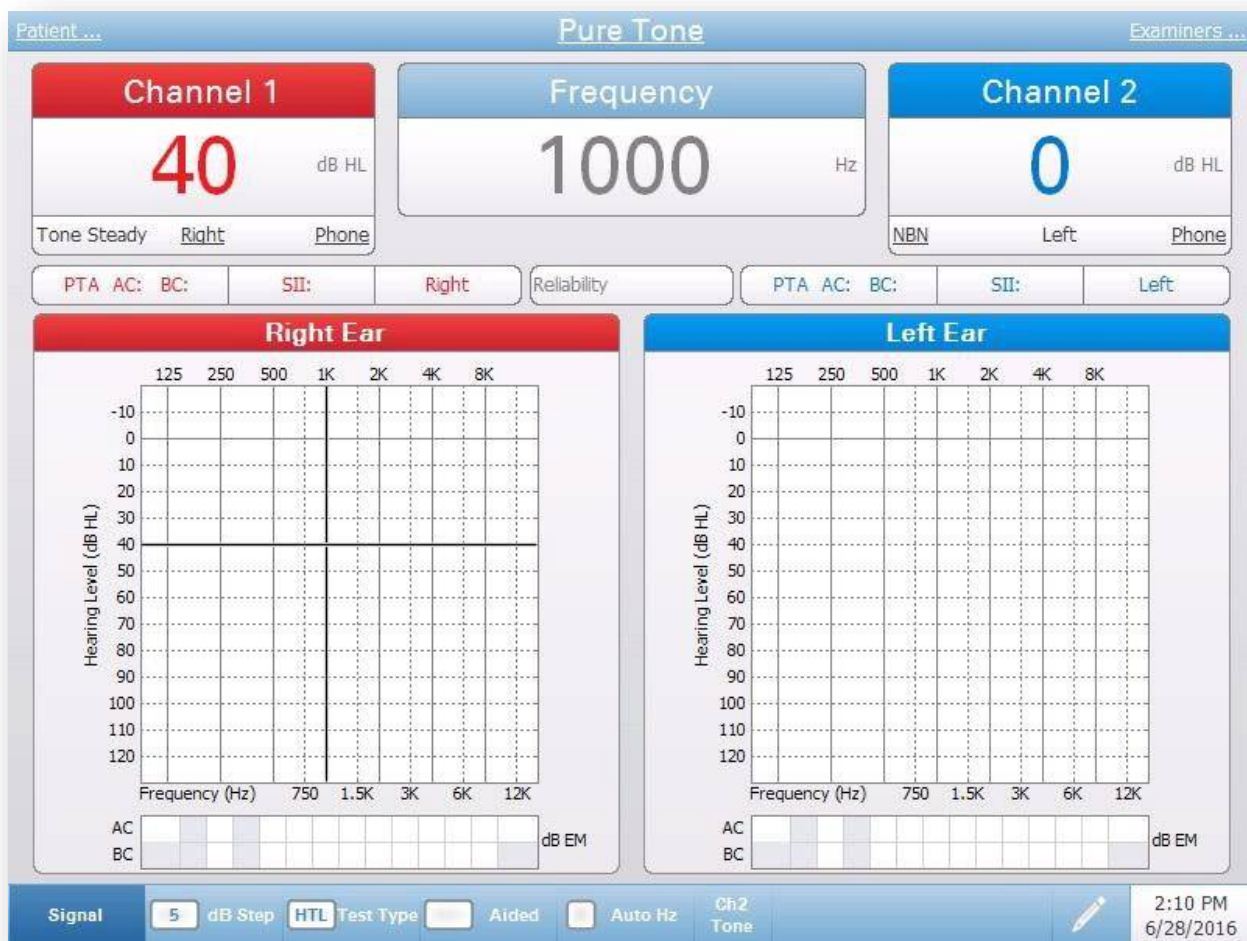 Patient ... Pure Tone Examiners ...
Channel 1 Frequency Channel 2
40 dB HL 1000 Hz 0 dB HL
Tone Steady Right Phone NBN Left Phone
PTA AC: BC: SII: Right Reliability PTA AC: BC: SII: Left
Right Ear
125 250 500 1K 2K 4K 8K
-10
0
10
20
30
40
50
60
70
80
90
100
110
120
Hearing Level (dB HL)
Frequency (Hz) 750 1.5K 3K 6K 12K
AC
BC
dB EM
Left Ear
125 250 500 1K 2K 4K 8K
-10
0
10
20
30
40
50
60
70
80
90
100
110
120
Hearing Level (dB HL)
Frequency (Hz) 750 1.5K 3K 6K 12K
AC
BC
dB EM
Signal 5 dB Step HTL Test Type Aided Auto Hz Ch2 Tone
2:10 PM
6/28/2016